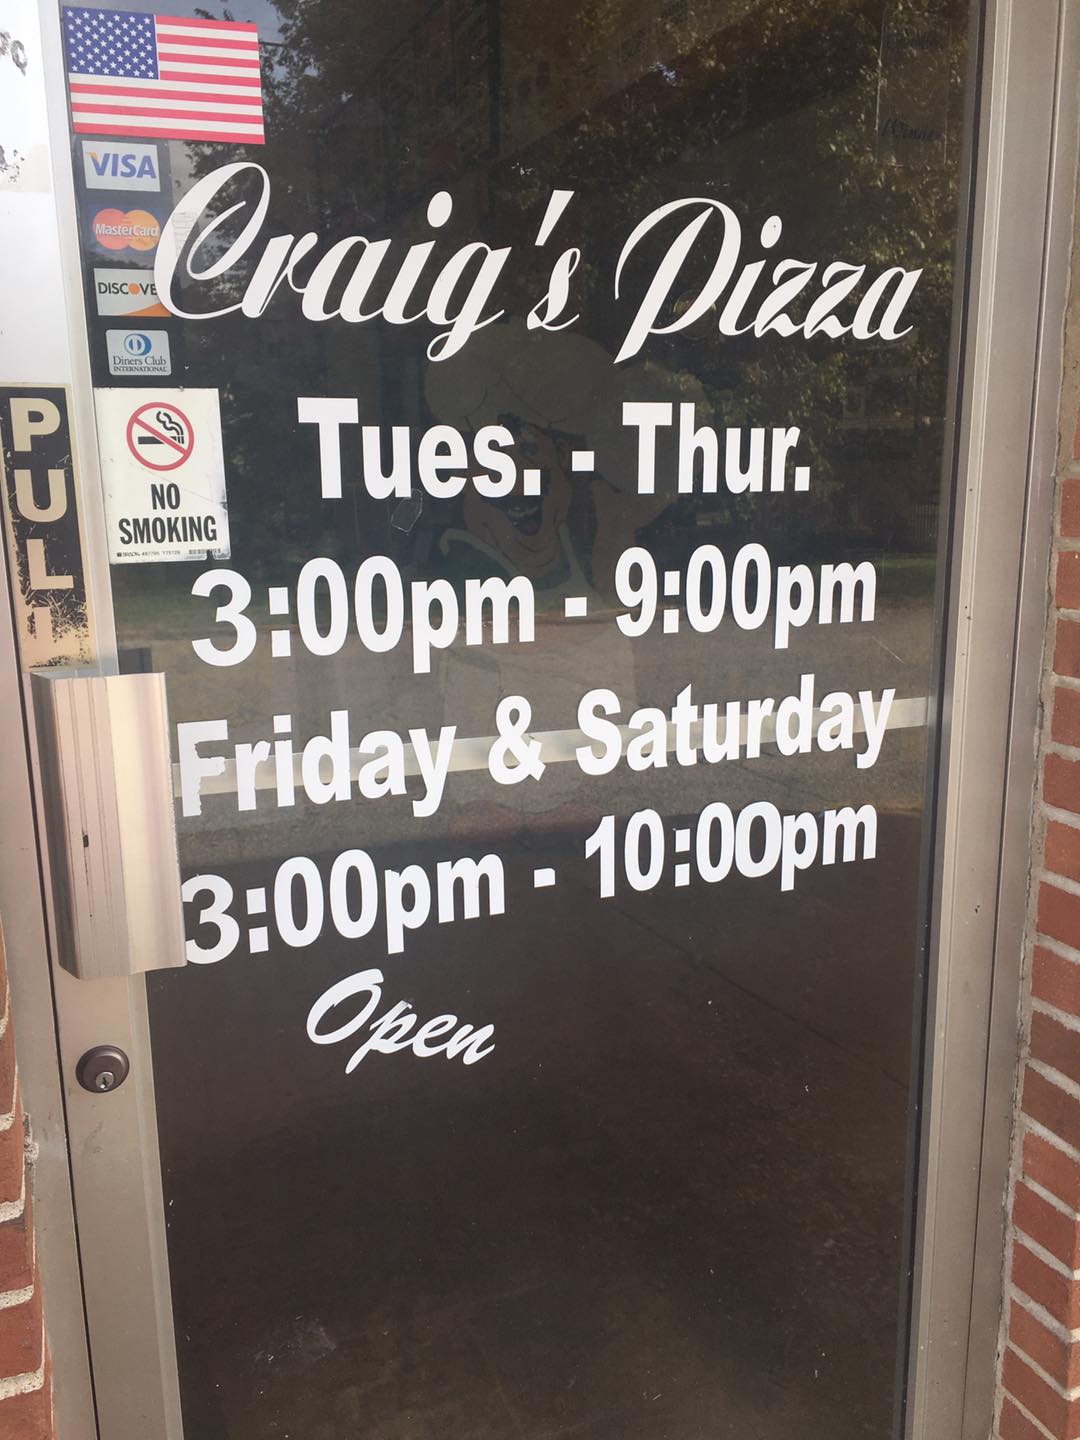 VISA
MasterCard
DISCOVE
Diners Club
INTERNATIONAL
Craig's Pizza
PULL
NO
SMOKING
Tues. - Thur.
3:00pm - 9:00pm
Friday & Saturday
3:00pm - 10:00pm
Open